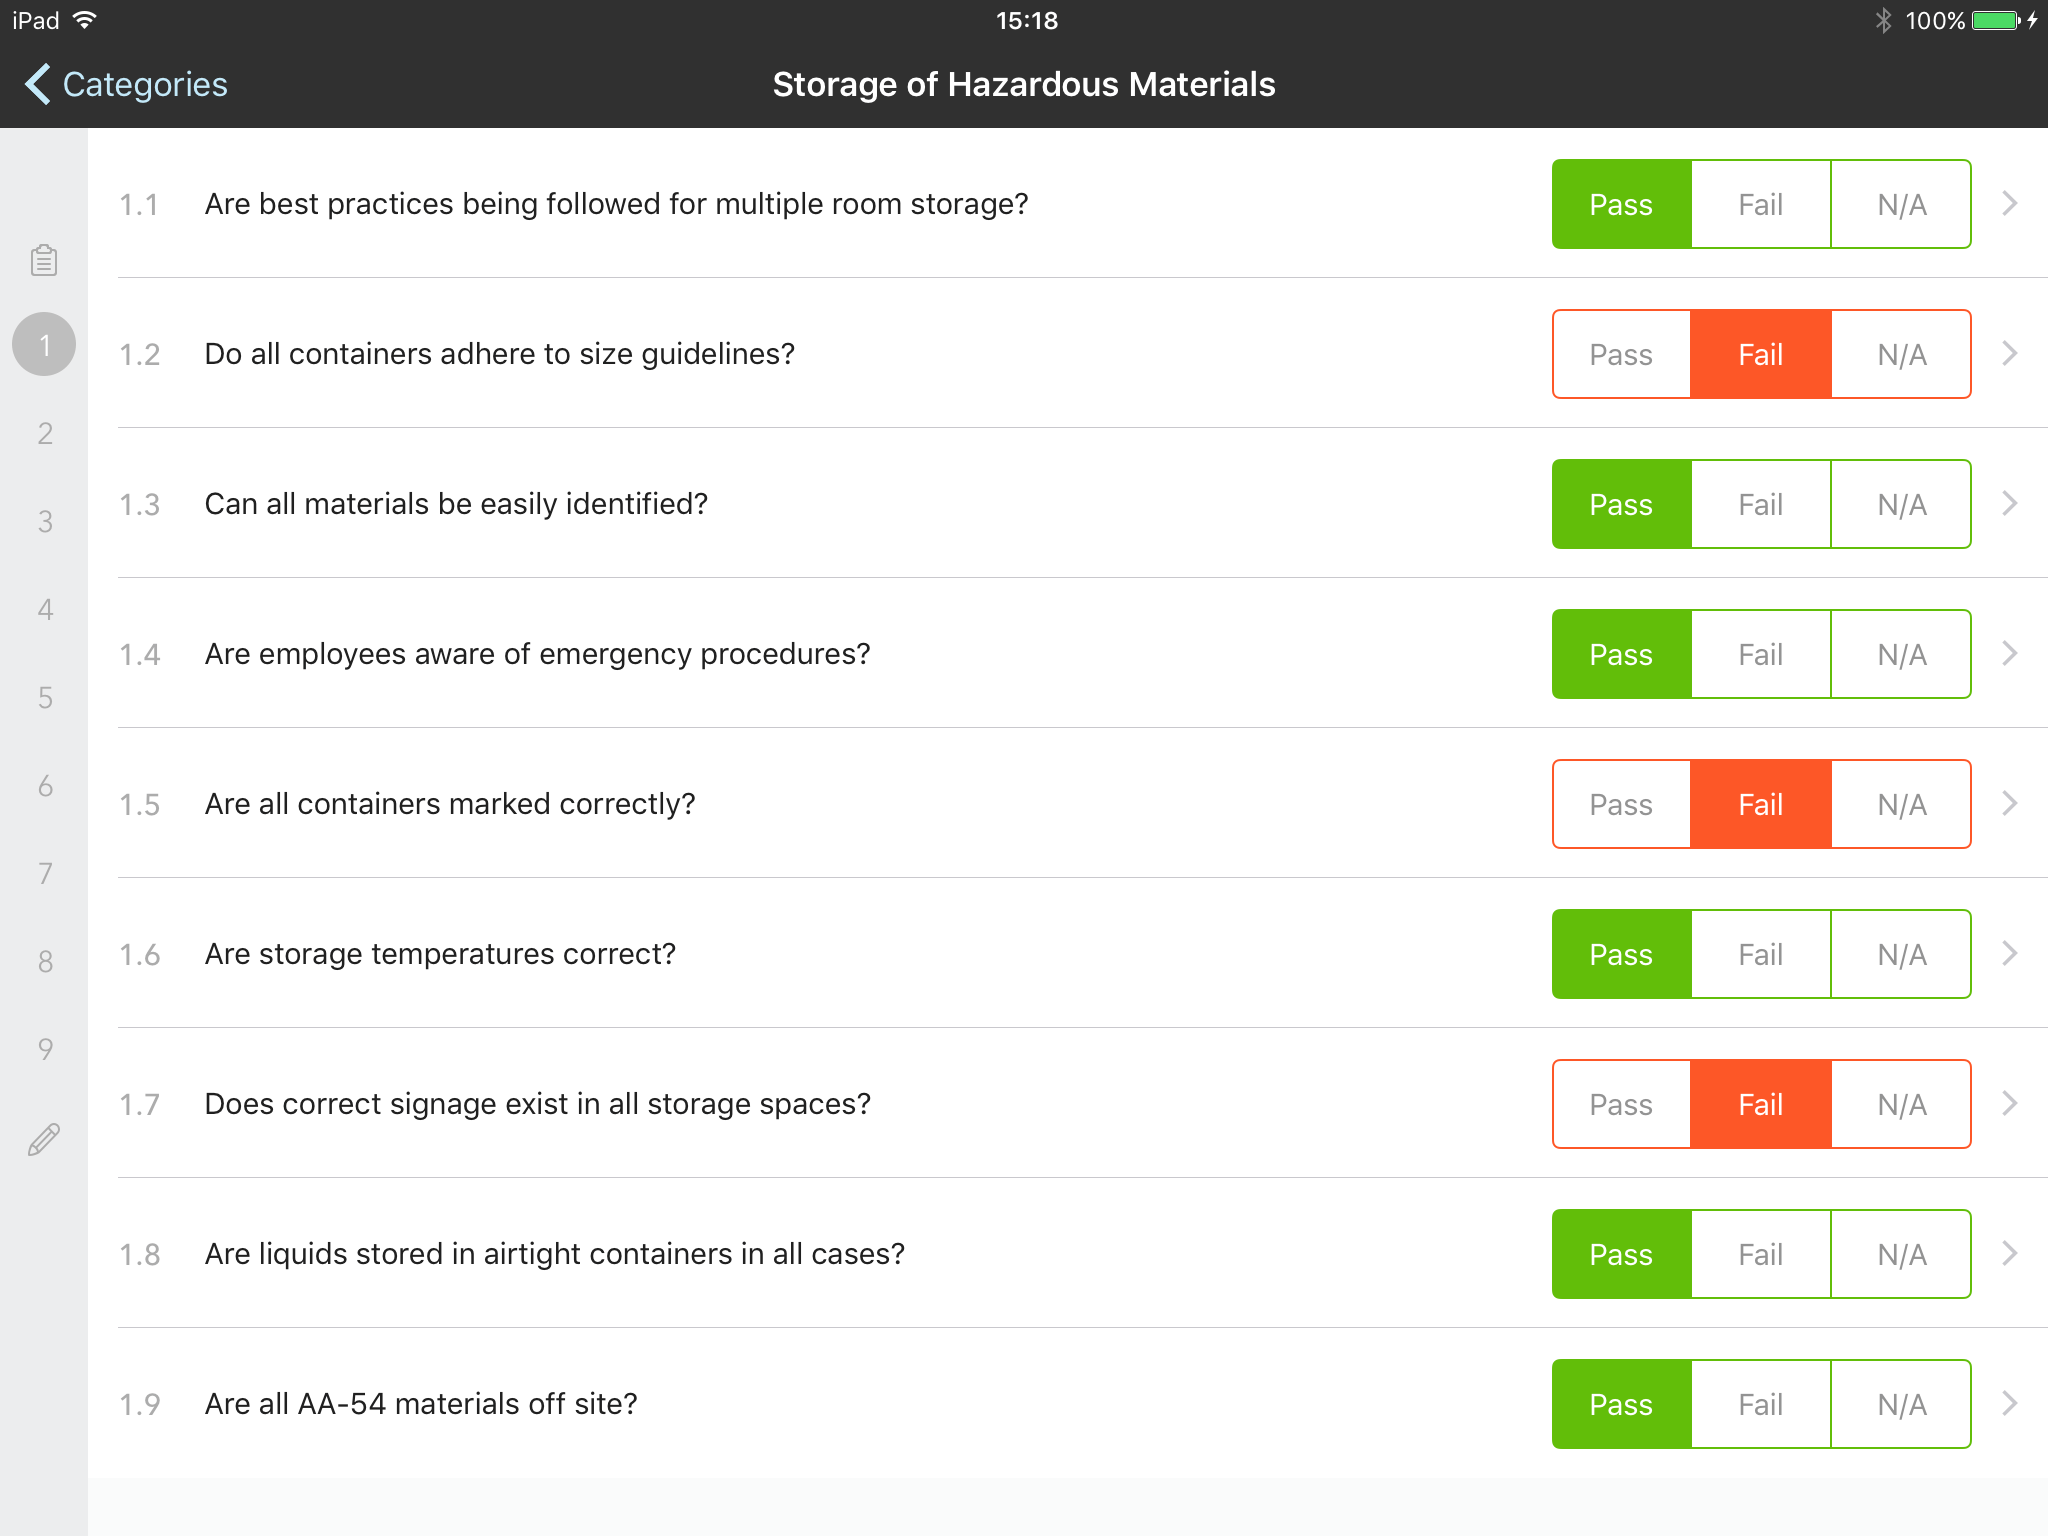 iPad 15:18 100%
Categories Storage of Hazardous Materials
1.1 Are best practices being followed for multiple room storage? Pass Fail N/A
1
1.2 Do all containers adhere to size guidelines? Pass Fail N/A
2
1.3 Can all materials be easily identified? Pass Fail N/A
3
4
1.4 Are employees aware of emergency procedures? Pass Fail N/A
5
6
1.5 Are all containers marked correctly? Pass Fail N/A
7
1.6 Are storage temperatures correct? Pass Fail N/A
8
9
1.7 Does correct signage exist in all storage spaces? Pass Fail N/A
1.8 Are liquids stored in airtight containers in all cases? Pass Fail N/A
1.9 Are all AA-54 materials off site? Pass Fail N/A